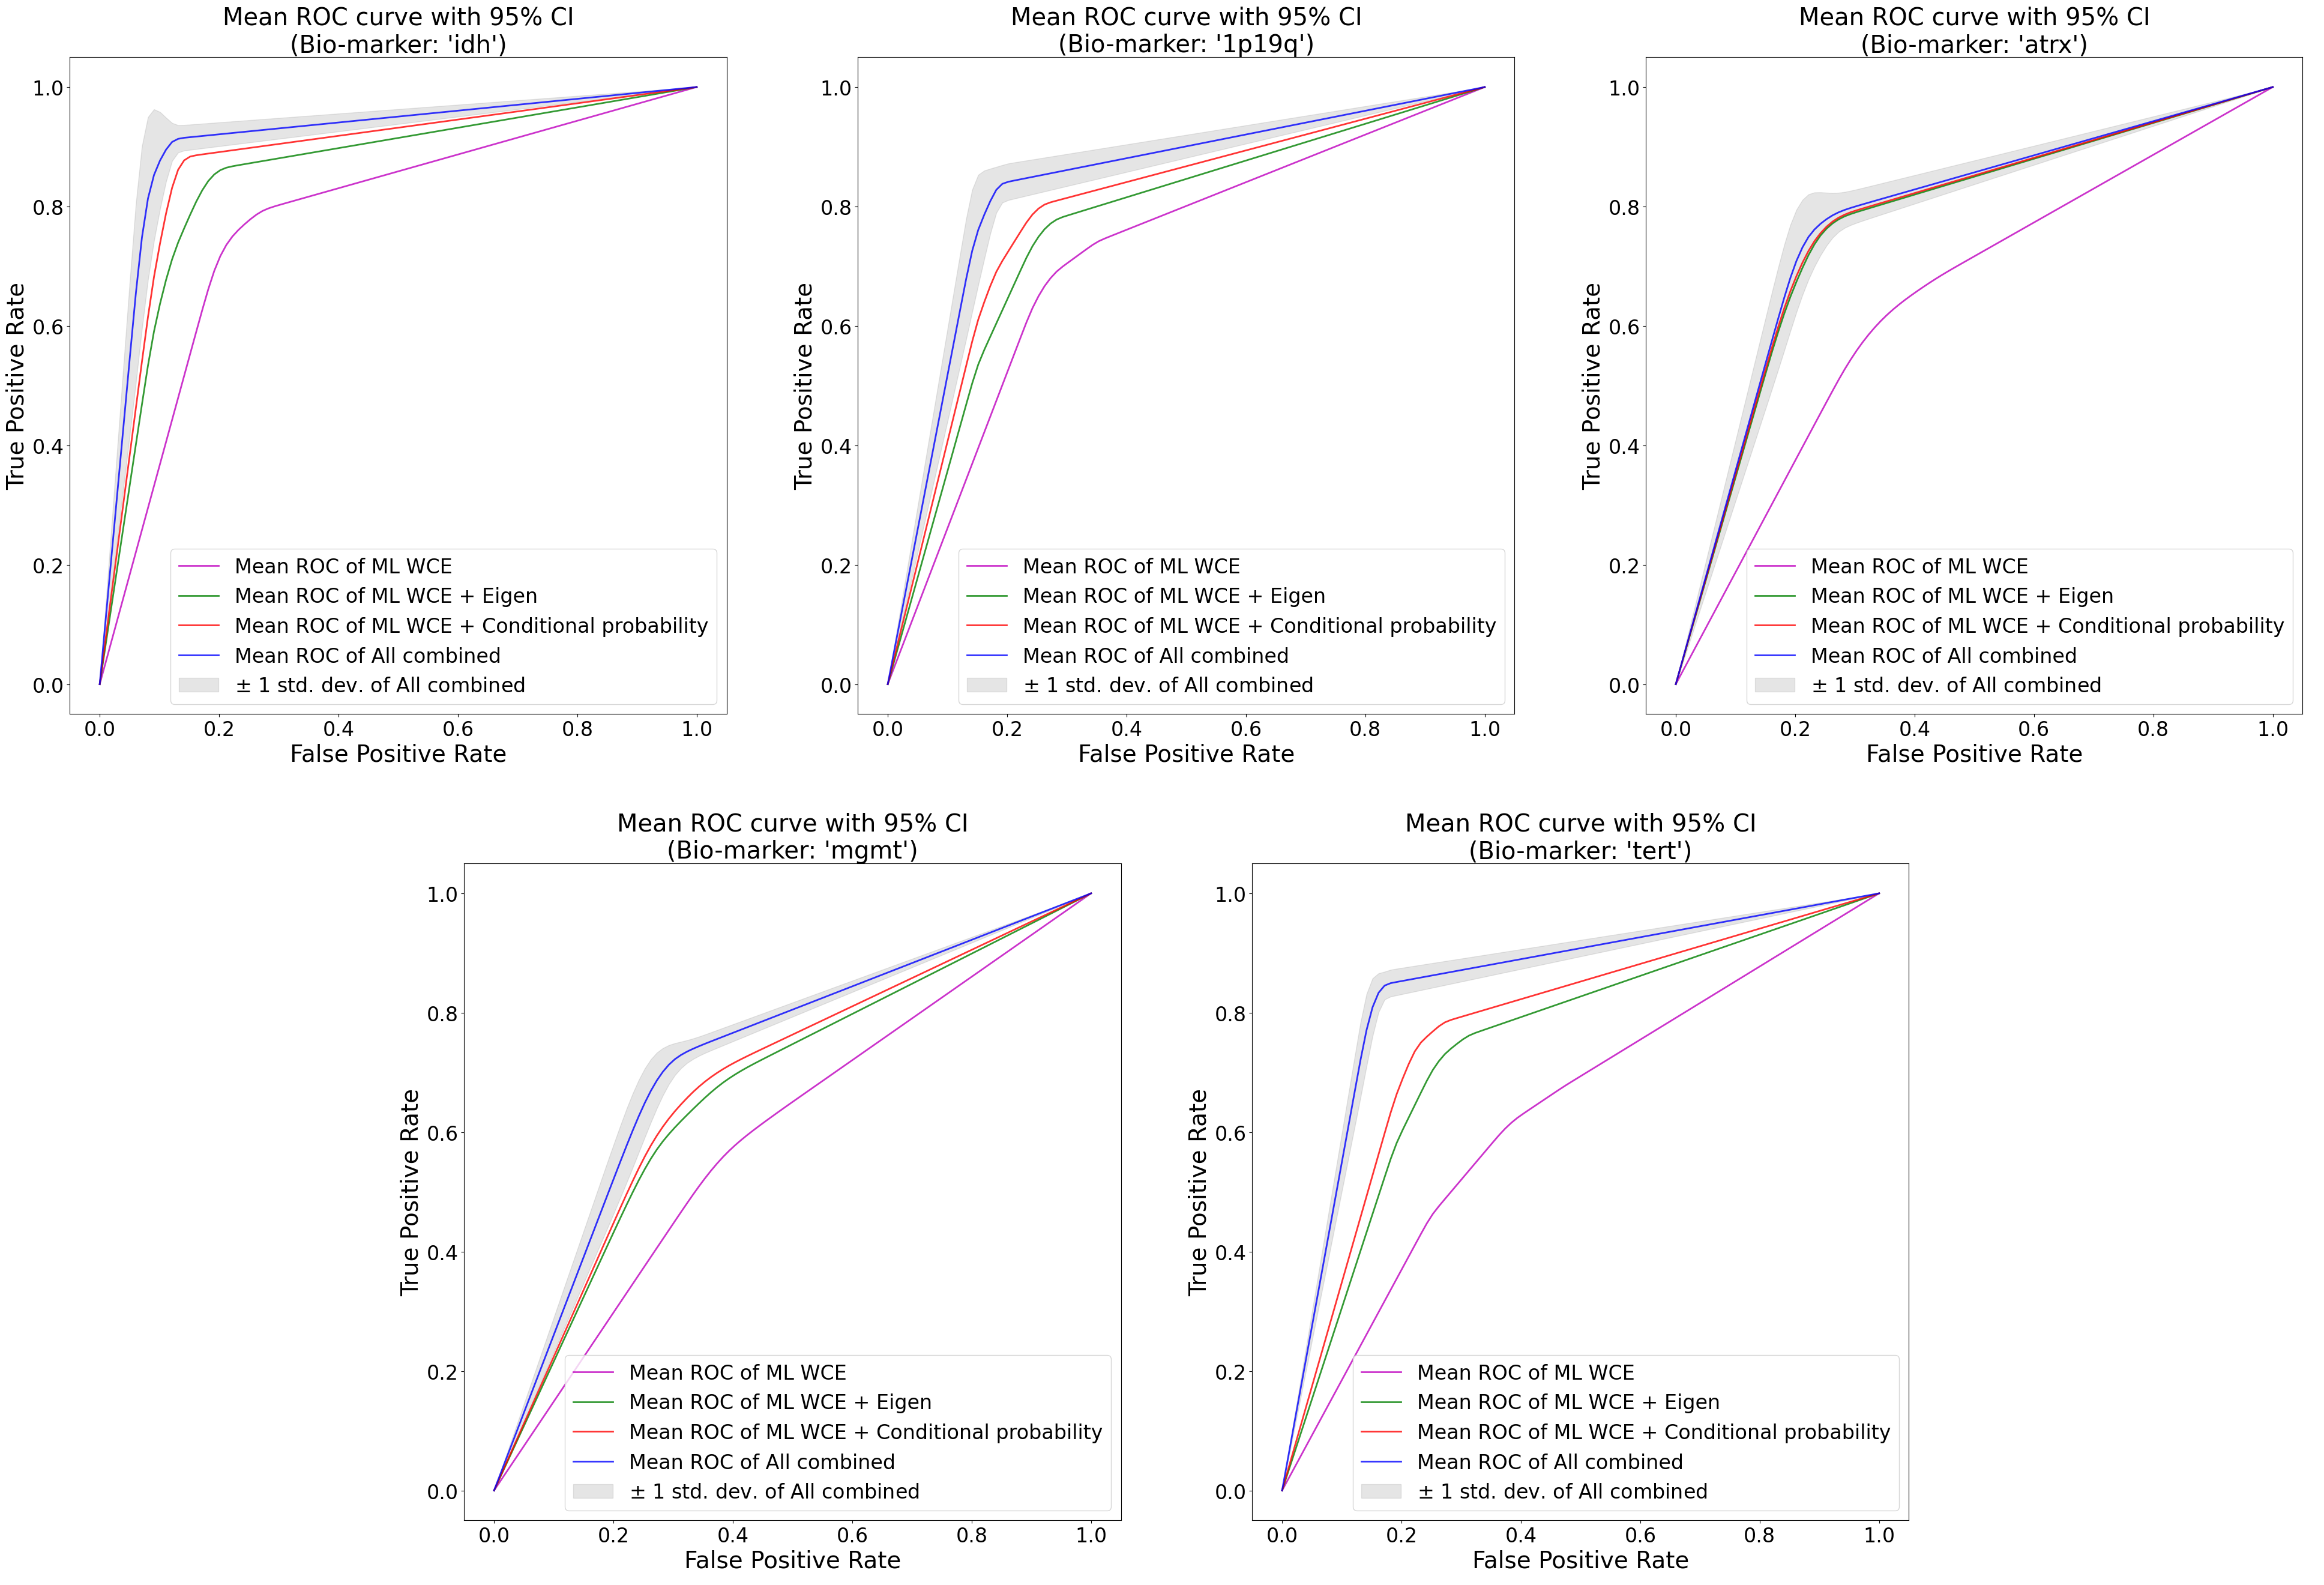 Mean ROC curve with 95% CI
(Bio-marker: 'idh')
True Positive Rate
1.0
0.8
0.6
0.4
0.2
0.0
Mean ROC of ML WCE
Mean ROC of ML WCE + Eigen
Mean ROC of ML WCE + Conditional probability
Mean ROC of All combined
± 1 std. dev. of All combined
0.0 0.2 0.4 0.6 0.8 1.0
False Positive Rate
Mean ROC curve with 95% CI
(Bio-marker: '1p19q')
True Positive Rate
1.0
0.8
0.6
0.4
0.2
0.0
Mean ROC of ML WCE
Mean ROC of ML WCE + Eigen
Mean ROC of ML WCE + Conditional probability
Mean ROC of All combined
± 1 std. dev. of All combined
0.0 0.2 0.4 0.6 0.8 1.0
False Positive Rate
Mean ROC curve with 95% CI
(Bio-marker: 'atrx')
True Positive Rate
1.0
0.8
0.6
0.4
0.2
0.0
Mean ROC of ML WCE
Mean ROC of ML WCE + Eigen
Mean ROC of ML WCE + Conditional probability
Mean ROC of All combined
± 1 std. dev. of All combined
0.0 0.2 0.4 0.6 0.8 1.0
False Positive Rate
Mean ROC curve with 95% CI
(Bio-marker: 'mgmt')
True Positive Rate
1.0
0.8
0.6
0.4
0.2
0.0
Mean ROC of ML WCE
Mean ROC of ML WCE + Eigen
Mean ROC of ML WCE + Conditional probability
Mean ROC of All combined
± 1 std. dev. of All combined
0.0 0.2 0.4 0.6 0.8 1.0
False Positive Rate
Mean ROC curve with 95% CI
(Bio-marker: 'tert')
True Positive Rate
1.0
0.8
0.6
0.4
0.2
0.0
Mean ROC of ML WCE
Mean ROC of ML WCE + Eigen
Mean ROC of ML WCE + Conditional probability
Mean ROC of All combined
± 1 std. dev. of All combined
0.0 0.2 0.4 0.6 0.8 1.0
False Positive Rate